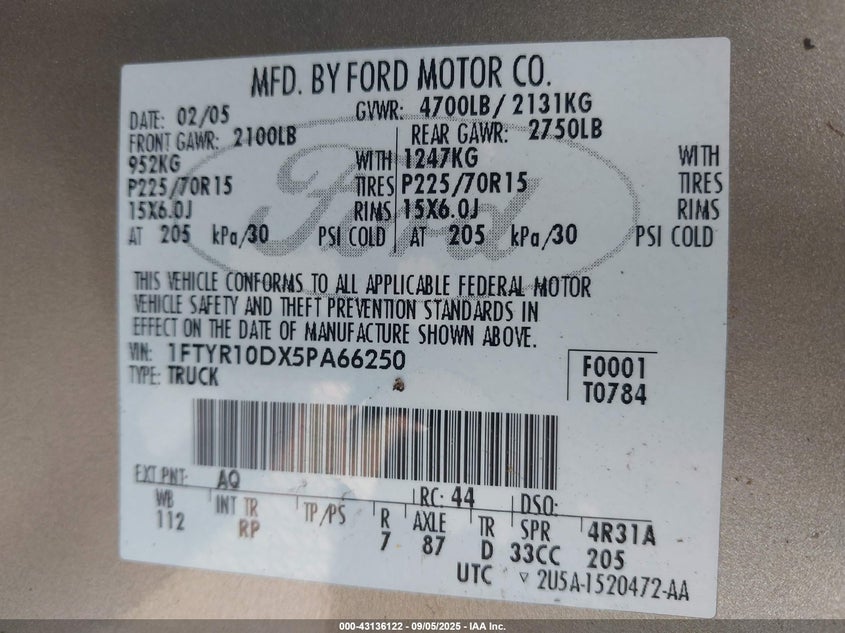 MFD. BY FORD MOTOR CO.
DATE: 02/05 GVWR: 4700LB/ 2131KG
FRONT GAWR: 2100LB REAR GAWR: 2750LB
952KG WITH 1247KG WITH
P225/70R15 TIRES P225/70R15 TIRES
15X6.0J RIMS 15X6.0J RIMS
AT 205 kPa/30 PSI COLD AT 205 kPa/30 PSI COLD
Ford
THIS VEHICLE CONFORMS TO ALL APPLICABLE FEDERAL MOTOR
VEHICLE SAFETY AND THEFT PREVENTION STANDARDS IN
EFFECT ON THE DATE OF MANUFACTURE SHOWN ABOVE.
VIN: 1FTYR10DX5PA66250 F0001
TYPE: TRUCK T0784
EXT PNT: AQ RC: 44 DSO:
WB INT TR TP/PS R AXLE TR SPR 4R31A
112 RP 7 87 D 33CC 205
UTC ▽ 2U5A-1520472-AA
000-43136122 - 09/05/2025 - IAA Inc.